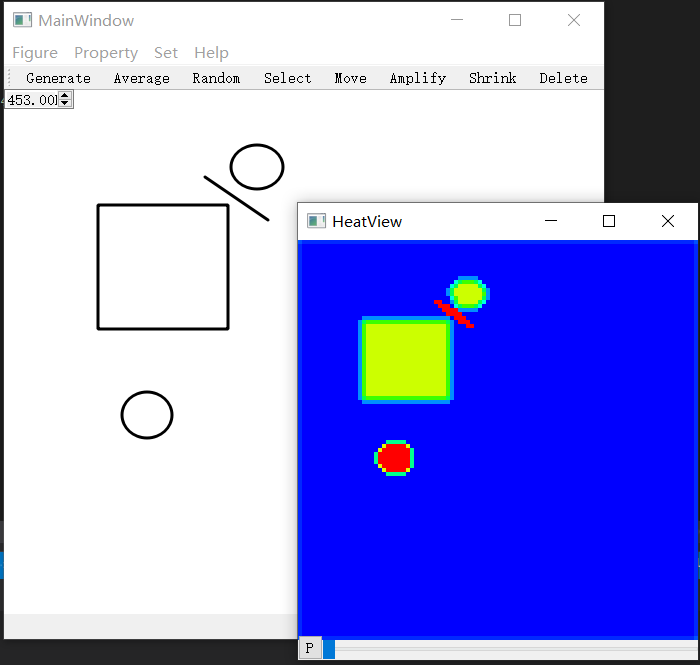 MainWindow
Figure Property Set Help
Generate Average Random Select Move Amplify Shrink Delete
453.00
HeatView
P